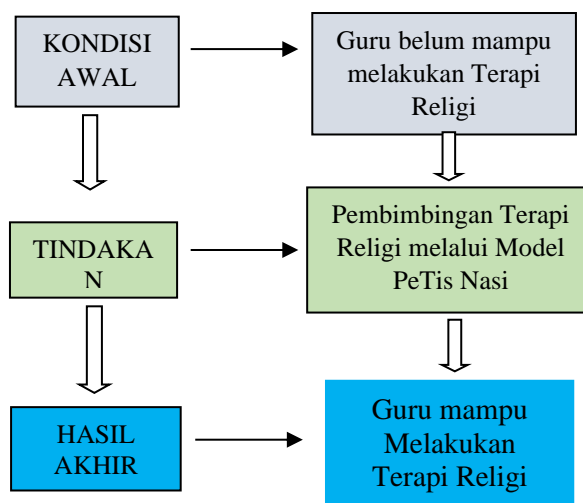 KONDISI
AWAL
Guru belum mampu
melakukan Terapi
Religi
TINDAKA
N
Pembimbingan Terapi
Religi melalui Model
PeTis Nasi
HASIL
AKHIR
Guru mampu
Melakukan
Terapi Religi